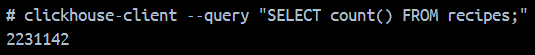 # clickhouse-client --query "SELECT count() FROM recipes;"
2231142